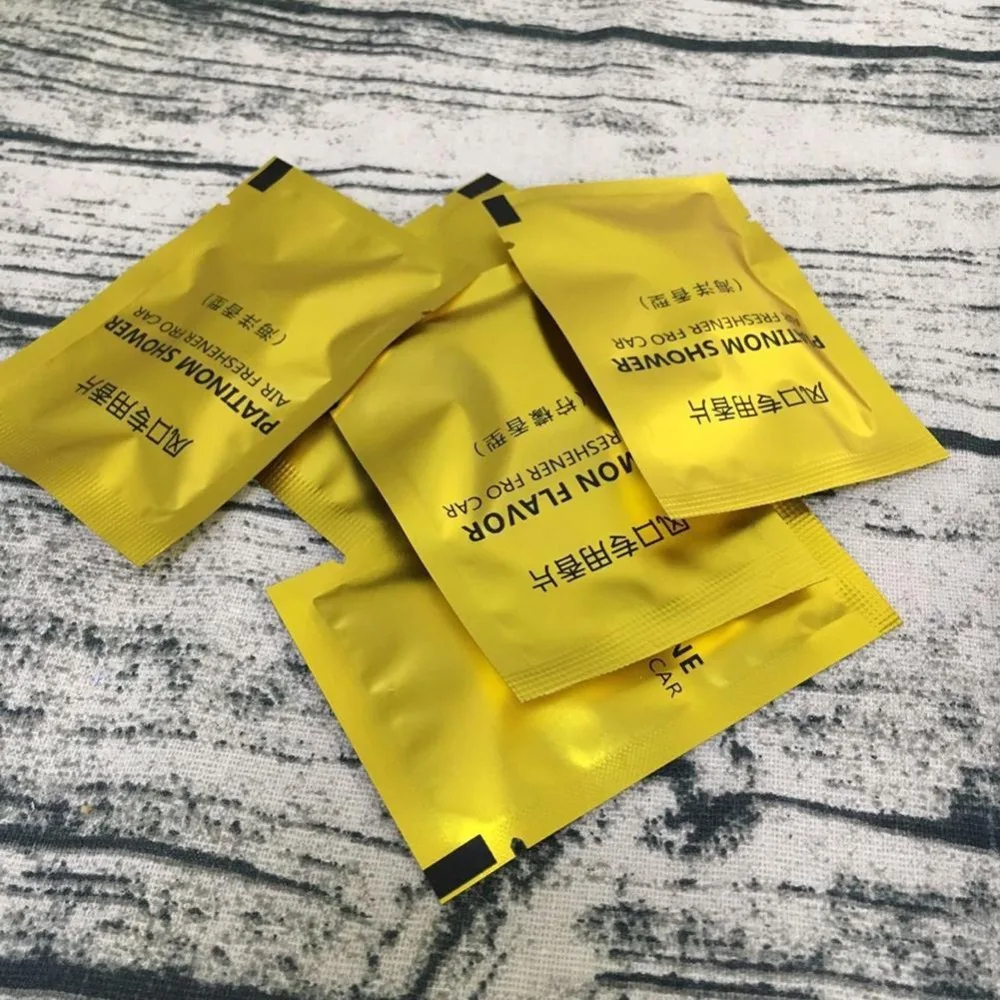 风口专用香片
PIATINOM SHOWER
AIR FRESHENER FRO CAR
(海洋香型)
风口专用香片
MON FLAVOR
RESHENER FRO CAR
柠檬香型)
风口专用香片
PIATINOM SHOWER
AIR FRESHENER FRO CAR
(海洋香型)
NE
CAR